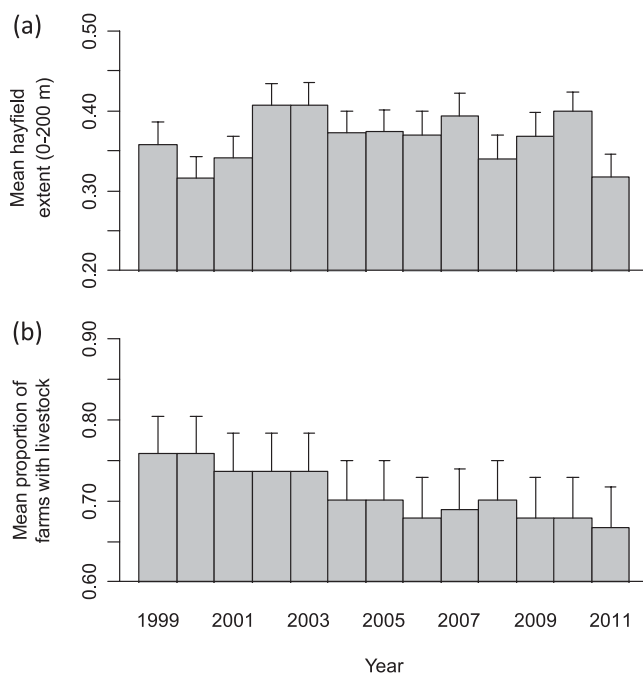 (a)
Mean hayfield
extent (0-200 m)
0.50
0.40
0.30
0.20
(b)
Mean proportion of
farms with livestock
0.90
0.80
0.70
0.60
1999 2001 2003 2005 2007 2009 2011
Year